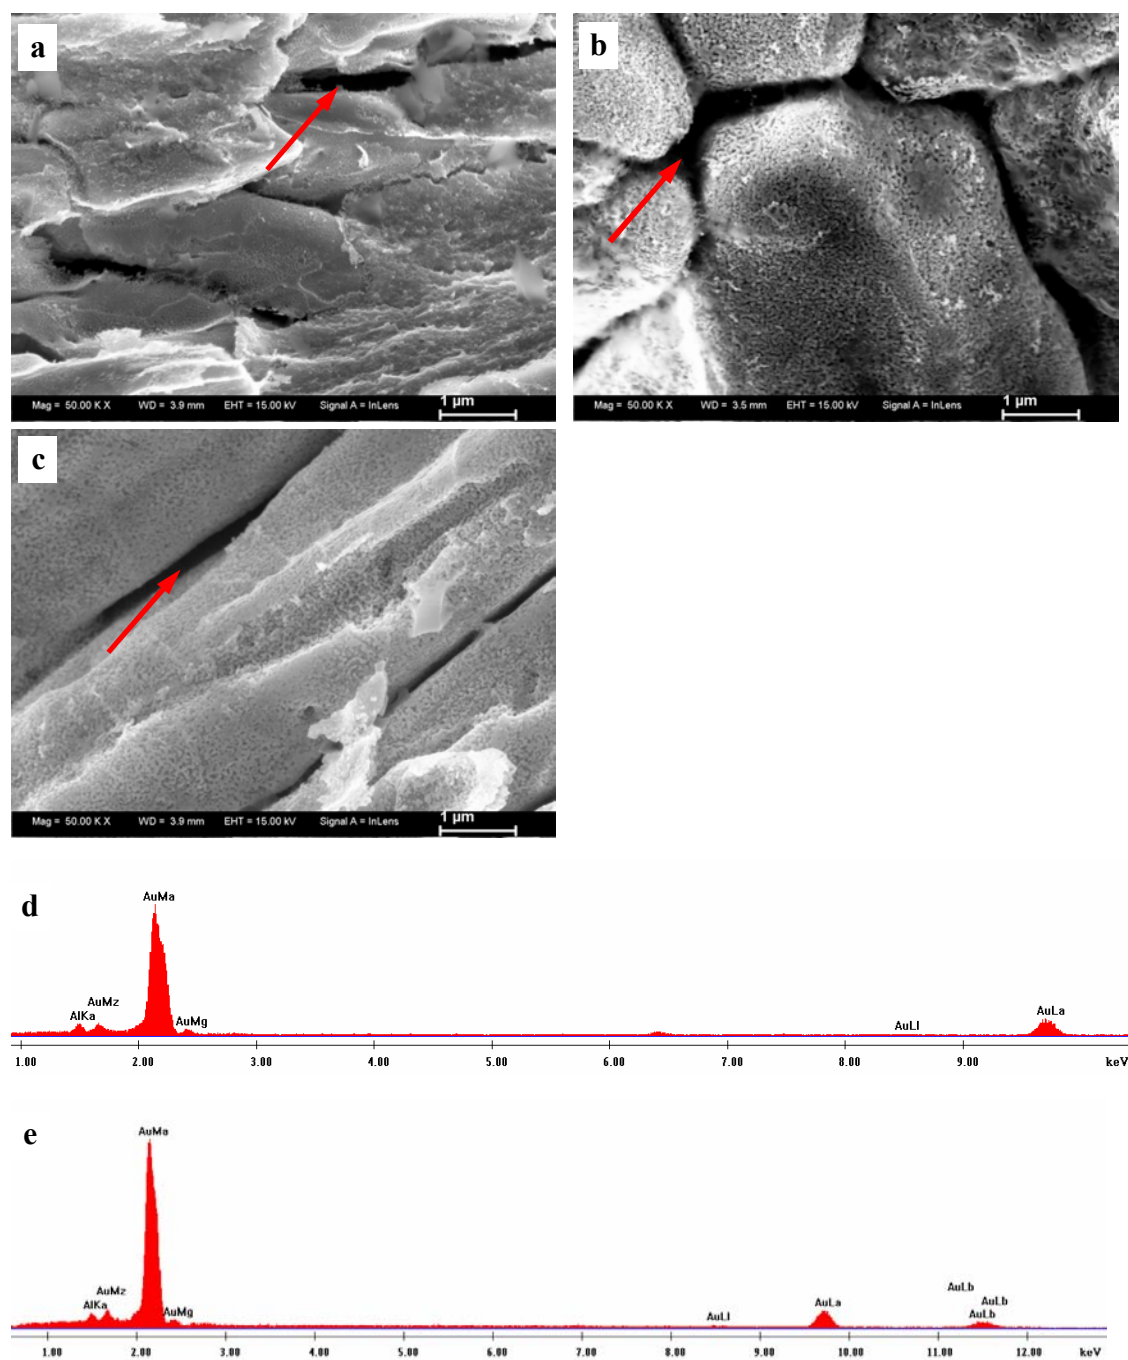 a
b
Mag = 50.00 K X WD = 3.9 mm EHT = 15.00 kV Signal A = InLens 1 µm
Mag = 50.00 K X WD = 3.5 mm EHT = 15.00 kV Signal A = InLens 1 µm
c
Mag = 50.00 K X WD = 3.9 mm EHT = 15.00 kV Signal A = InLens 1 µm
d
AuMa
AuMz
AlKa
AuMg
AuLl
AuLa
1.00 2.00 3.00 4.00 5.00 6.00 7.00 8.00 9.00 keV
e
AuMa
AuMz
AlKa
AuMg
AuLl
AuLa
AuLb
AuLb
AuLb
1.00 2.00 3.00 4.00 5.00 6.00 7.00 8.00 9.00 10.00 11.00 12.00 keV